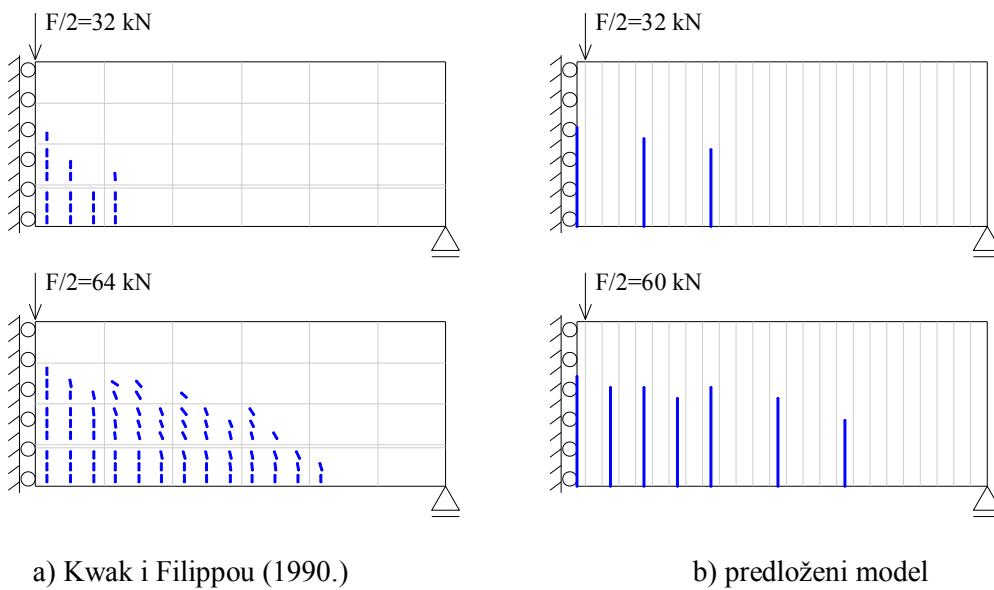 F/2=32 kN
F/2=32 kN
F/2=64 kN
F/2=60 kN
a) Kwak i Filippou (1990.)
b) predloženi model